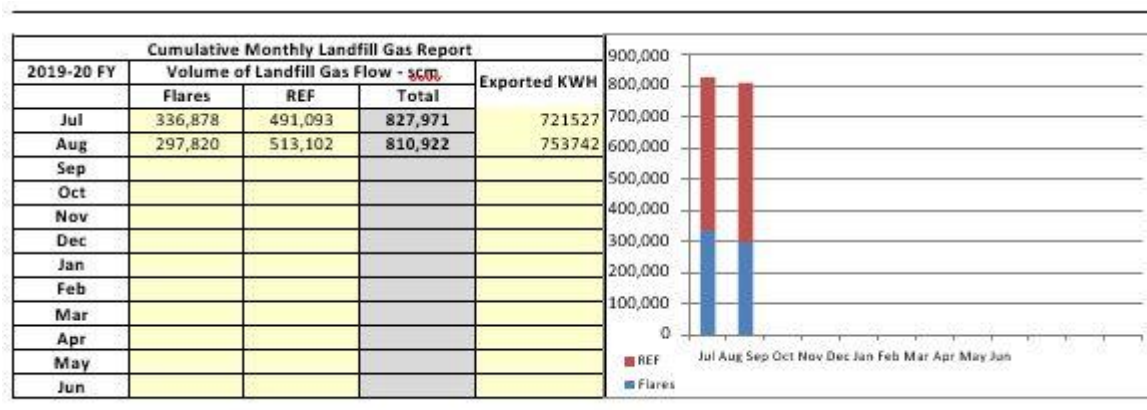 Cumulative Monthly Landfill Gas Report
2019-20 FY Volume of Landfill Gas Flow - scm Exported KWH
Flares REF Total
Jul 336,878 491,093 827,971 721527
Aug 297,820 513,102 810,922 753742
Sep
Oct
Nov
Dec
Jan
Feb
Mar
Apr
May
Jun
900,000
800,000
700,000
600,000
500,000
400,000
300,000
200,000
100,000
0
Jul Aug Sep Oct Nov Dec Jan Feb Mar Apr May Jun
REF
Flares